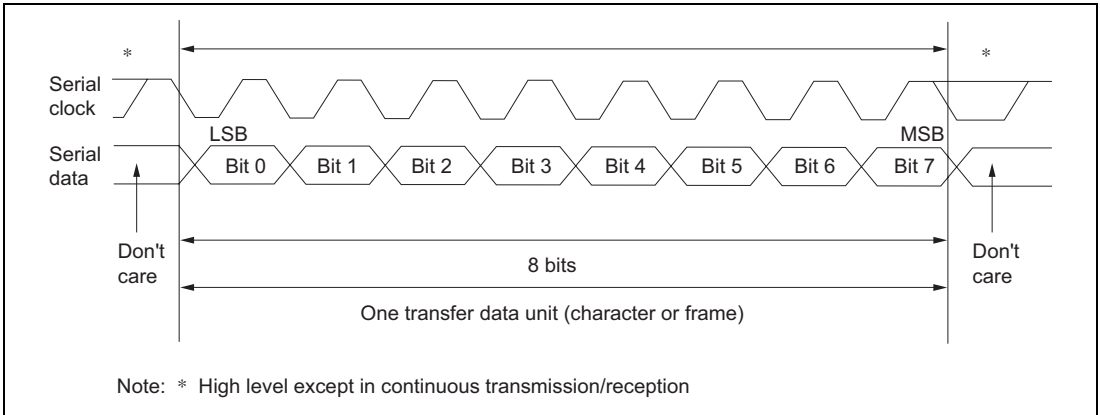 * *
Serial
clock
LSB MSB
Serial
data
Bit 0 Bit 1 Bit 2 Bit 3 Bit 4 Bit 5 Bit 6 Bit 7
Don't
care
Don't
care
8 bits
One transfer data unit (character or frame)
Note: * High level except in continuous transmission/reception